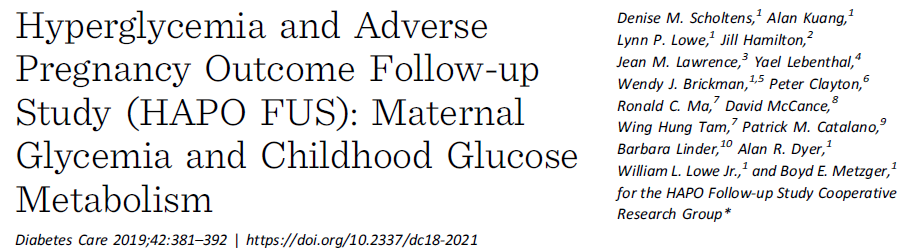 Hyperglycemia and Adverse
Pregnancy Outcome Follow-up
Study (HAPO FUS): Maternal
Glycemia and Childhood Glucose
Metabolism
Diabetes Care 2019;42:381–392 | https://doi.org/10.2337/dc18-2021
Denise M. Scholtens,¹ Alan Kuang,¹
Lynn P. Lowe,¹ Jill Hamilton,²
Jean M. Lawrence,³ Yael Lebenthal,⁴
Wendy J. Brickman,¹,⁵ Peter Clayton,⁶
Ronald C. Ma,⁷ David McCance,⁸
Wing Hung Tam,⁷ Patrick M. Catalano,⁹
Barbara Linder,¹⁰ Alan R. Dyer,¹
William L. Lowe Jr.,¹ and Boyd E. Metzger,¹
for the HAPO Follow-up Study Cooperative
Research Group*